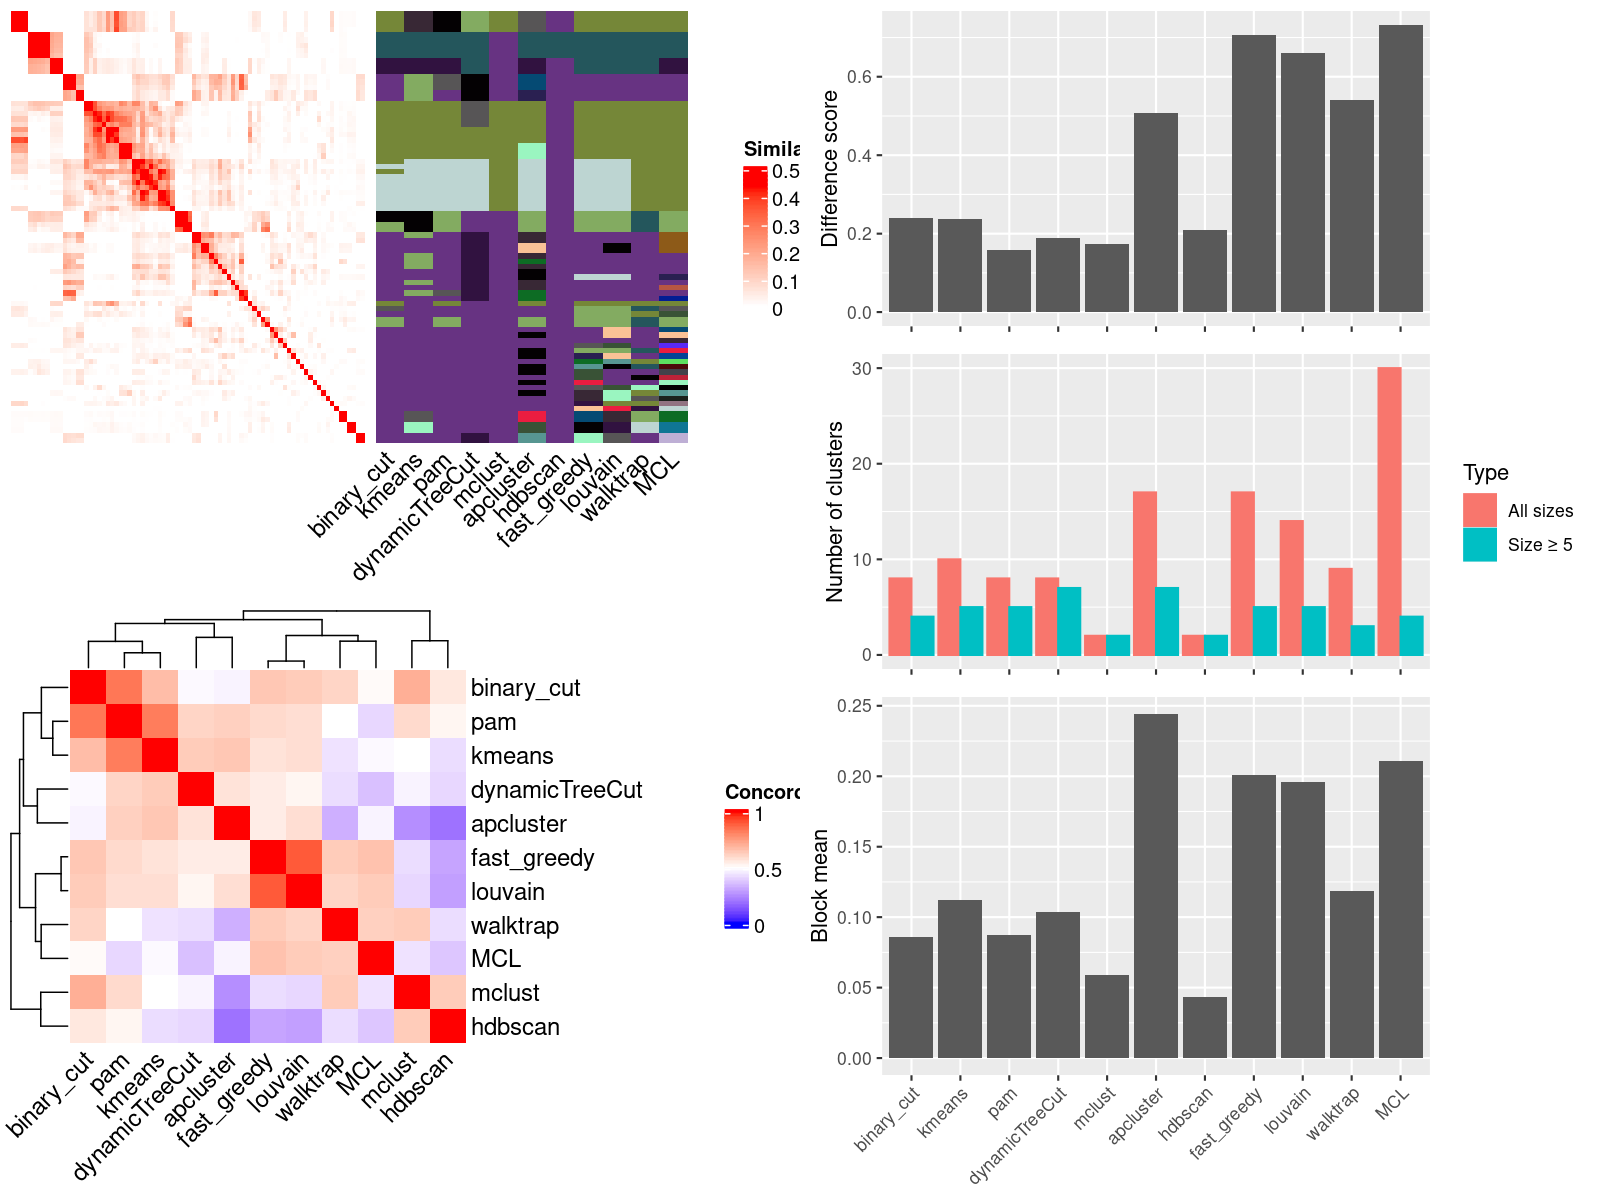 Simila
0.5
0.4
0.3
0.2
0.1
0
binary_cut
kmeans
pam
dynamicTreeCut
mclust
apcluster
hdbscan
fast_greedy
louvain
walktrap
MCL
binary_cut
pam
kmeans
dynamicTreeCut
apcluster
fast_greedy
louvain
walktrap
MCL
mclust
hdbscan
binary_cut
pam
kmeans
dynamicTreeCut
apcluster
fast_greedy
louvain
walktrap
MCL
mclust
hdbscan
Concord
1
0.5
0
Difference score
0.6
0.4
0.2
0.0
Number of clusters
30
20
10
0
Type
All sizes
Size ≥ 5
Block mean
0.25
0.20
0.15
0.10
0.05
0.00
binary_cut
kmeans
pam
dynamicTreeCut
mclust
apcluster
hdbscan
fast_greedy
louvain
walktrap
MCL